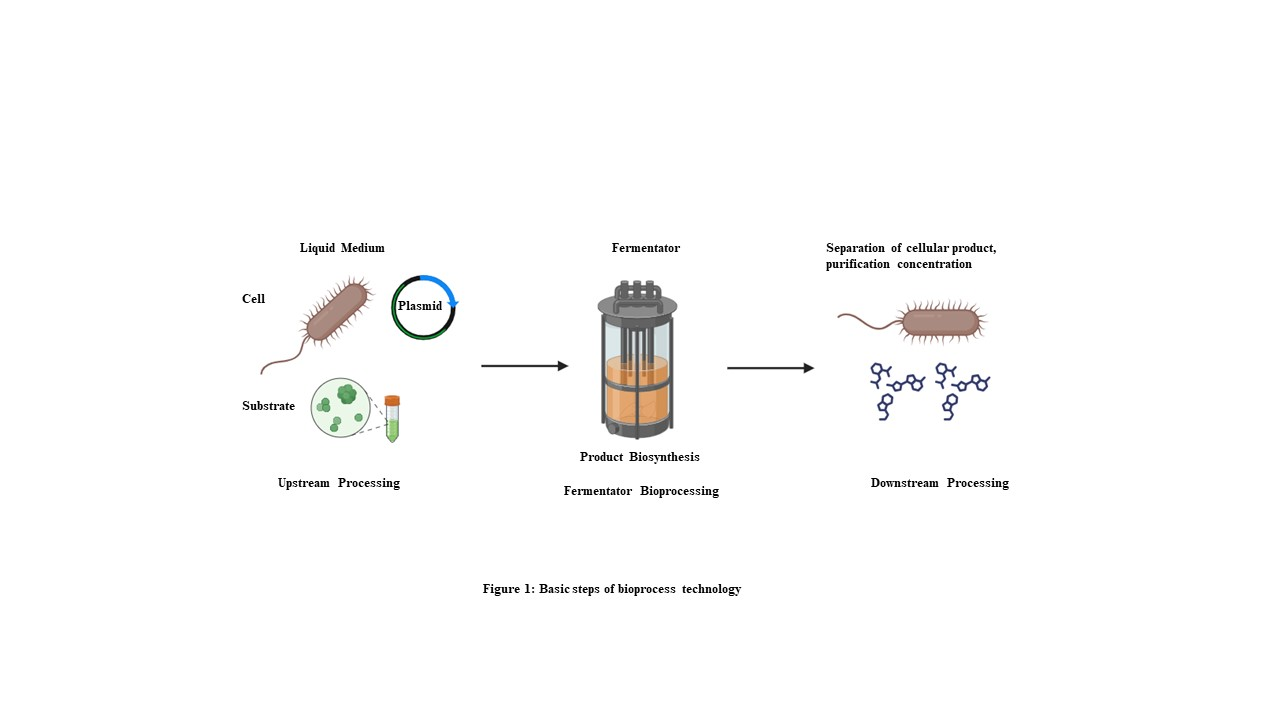 Liquid Medium
Cell
Plasmid
Substrate
Upstream Processing
Fermentator
Product Biosynthesis
Fermentator Bioprocessing
Separation of cellular product,
purification concentration
Downstream Processing
Figure 1: Basic steps of bioprocess technology